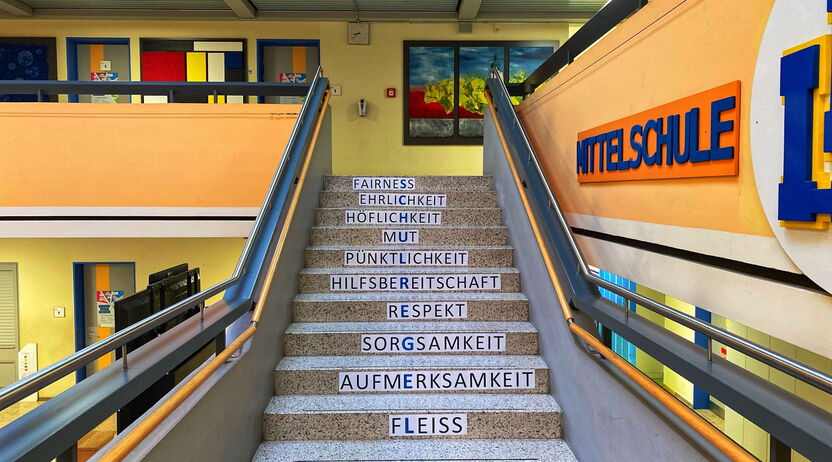 FAIRNESS
EHRLICHKEIT
HÖFLICHKEIT
MUT
PÜNKTLICHKEIT
HILFSBEREITSCHAFT
RESPEKT
SORGSAMKEIT
AUFMERKSAMKEIT
FLEISS
MITTELSCHULE